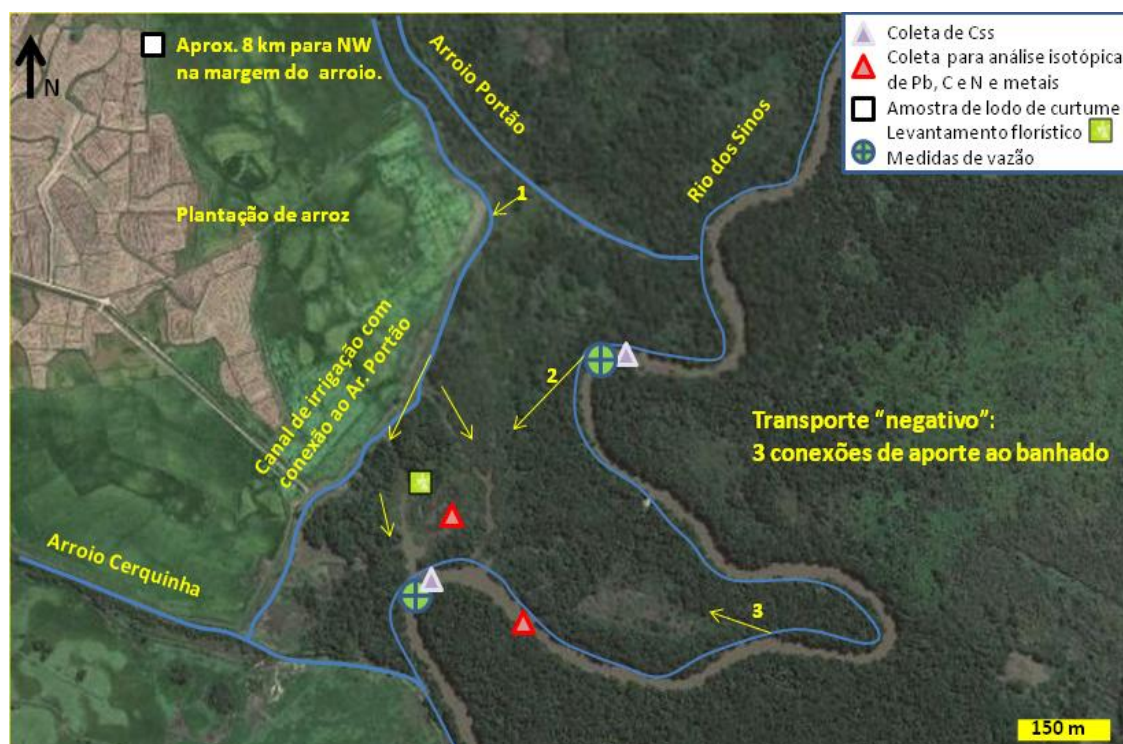 N
Aprox. 8 km para NW
na margem do arroio.
Arroio Portão
Rio dos Sinos
Coleta de Css
Coleta para análise isotópica
de Pb, C e N e metais
Amostra de lodo de curtume
Levantamento florístico
Medidas de vazão
1
Plantação de arroz
Canal de irrigação com
conexão ao Ar. Portão
2
Transporte “negativo”:
3 conexões de aporte ao banhado
Arroio Cerquinha
3
150 m